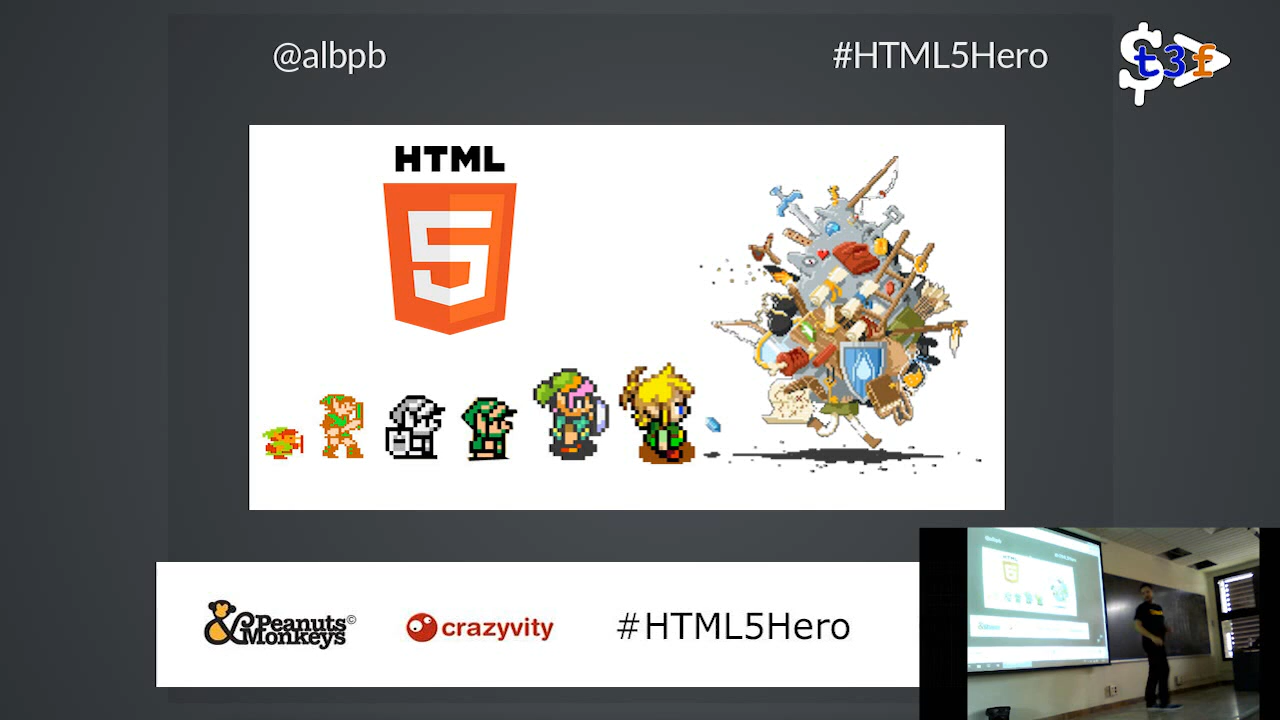 @albpb
#HTML5Hero
$t3f
HTML
5
&Peanuts©
Monkeys
crazyvity
#HTML5Hero